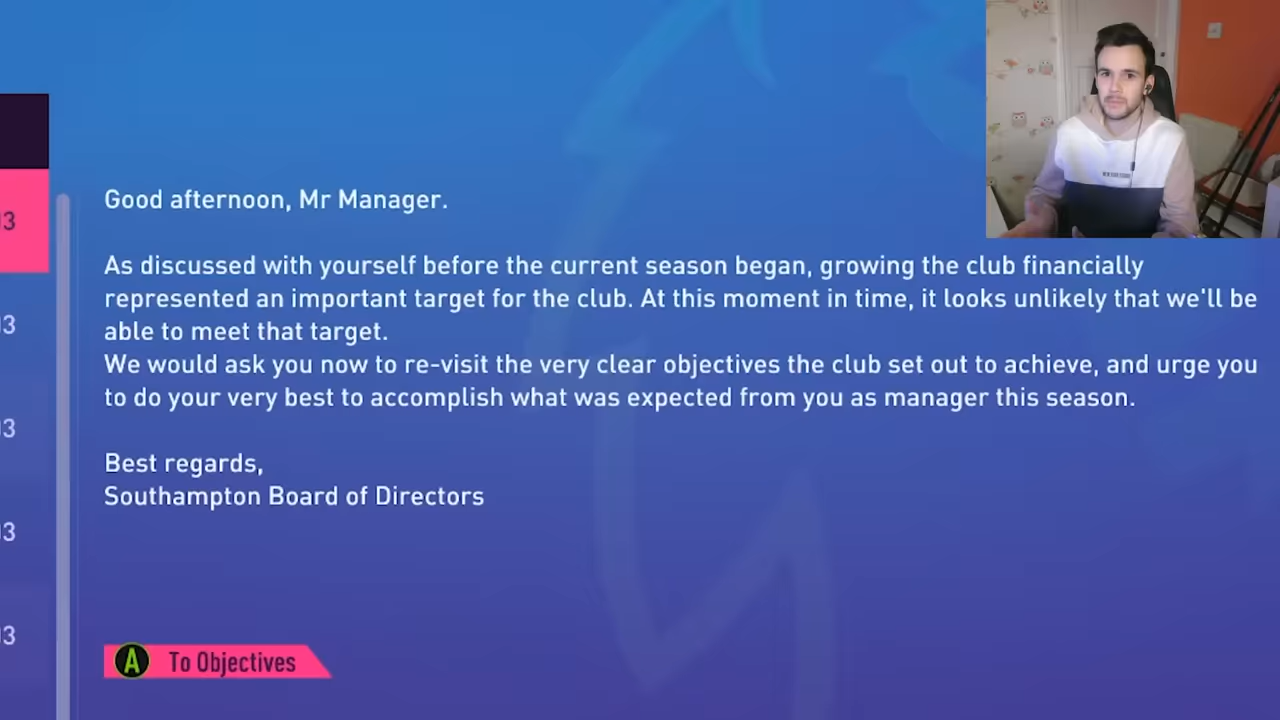 Good afternoon, Mr Manager.
As discussed with yourself before the current season began, growing the club financially
represented an important target for the club. At this moment in time, it looks unlikely that we'll be
able to meet that target.
We would ask you now to re-visit the very clear objectives the club set out to achieve, and urge you
to do your very best to accomplish what was expected from you as manager this season.
Best regards,
Southampton Board of Directors
A To Objectives